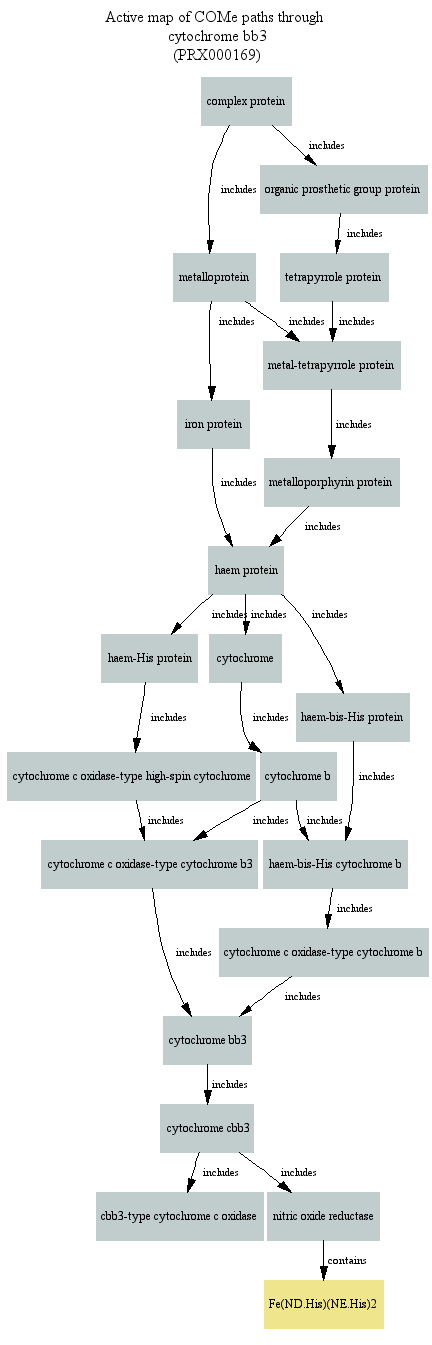 Active map of COMe paths through
cytochrome bb3
(PRX000169)
complex protein
includes
organic prosthetic group protein
includes
includes
metalloprotein
tetrapyrrole protein
includes
includes
includes
metal-tetrapyrrole protein
iron protein
includes
metalloporphyrin protein
includes
includes
haem protein
includes
includes
includes
haem-His protein
cytochrome
haem-bis-His protein
includes
includes
cytochrome c oxidase-type high-spin cytochrome
cytochrome b
includes
includes
includes
includes
cytochrome c oxidase-type cytochrome b3
haem-bis-His cytochrome b
includes
cytochrome c oxidase-type cytochrome b
includes
includes
cytochrome bb3
includes
cytochrome cbb3
includes
includes
cbb3-type cytochrome c oxidase
nitric oxide reductase
contains
Fe(ND.His)(NE.His)2